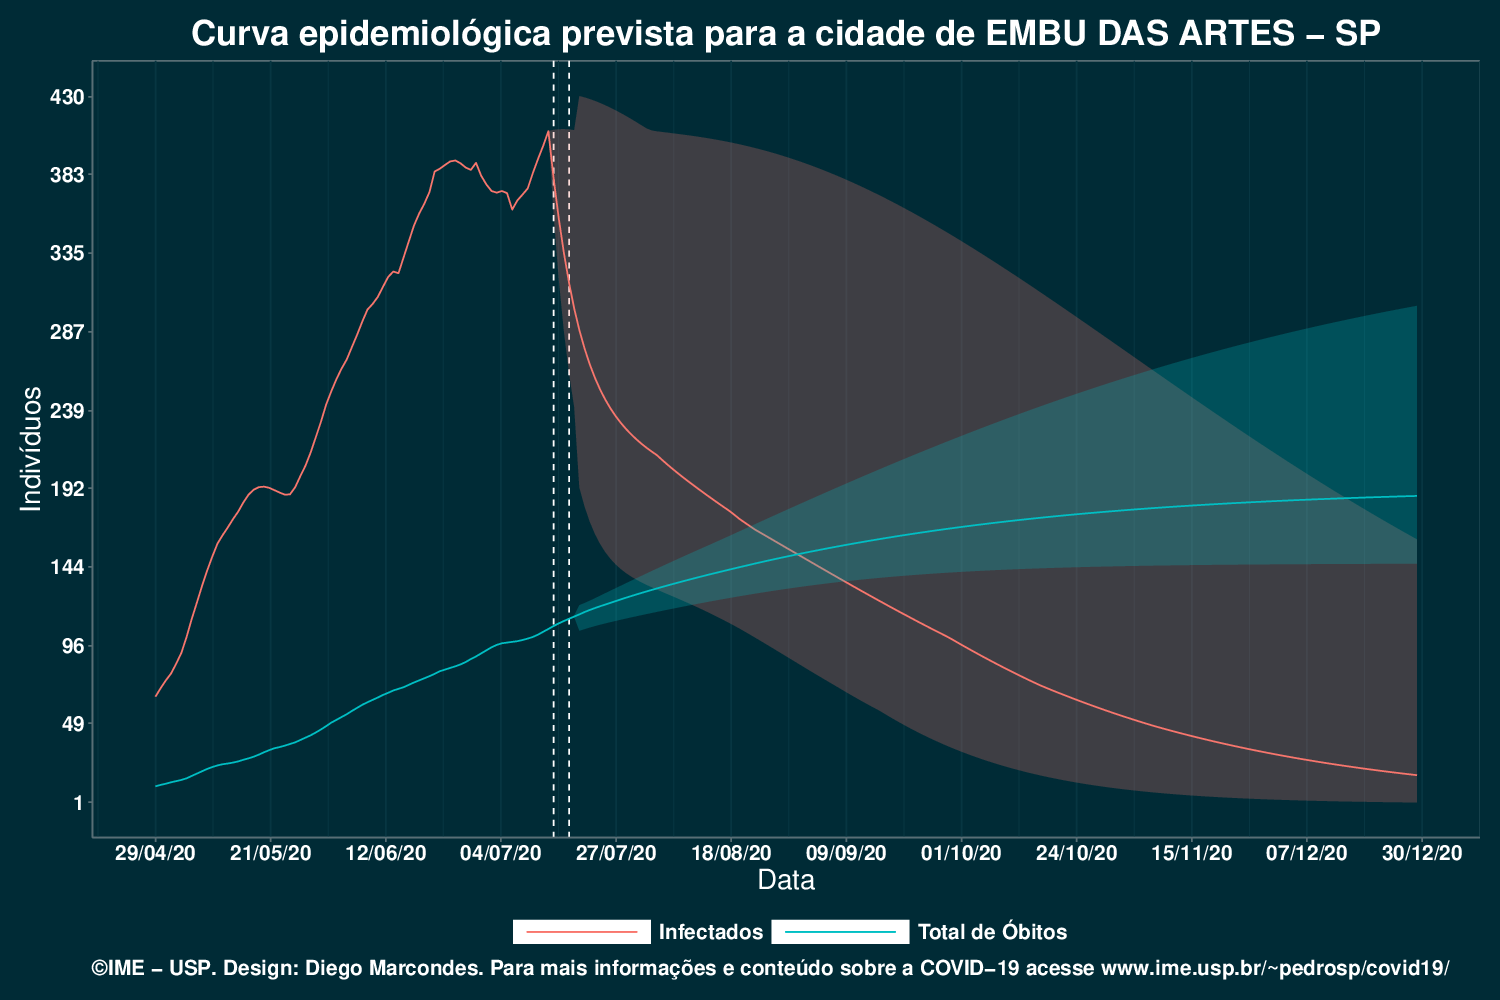 Curva epidemiológica prevista para a cidade de EMBU DAS ARTES – SP
430
383
335
287
239
192
144
96
49
1
Indivíduos
29/04/20 21/05/20 12/06/20 04/07/20 27/07/20 18/08/20 09/09/20 01/10/20 24/10/20 15/11/20 07/12/20 30/12/20
Data
Infectados Total de Óbitos
©IME – USP. Design: Diego Marcondes. Para mais informações e conteúdo sobre a COVID–19 acesse www.ime.usp.br/~pedrosp/covid19/